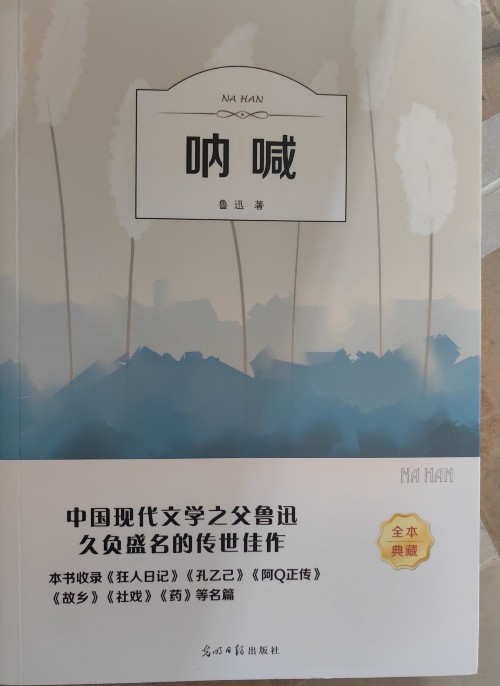 NA HAN
呐喊
鲁迅 著
NA HAN
中国现代文学之父鲁迅
久负盛名的传世佳作
全本
典藏
本书收录《狂人日记》《孔乙己》《阿Q正传》
《故乡》《社戏》《药》等名篇
光明日报出版社